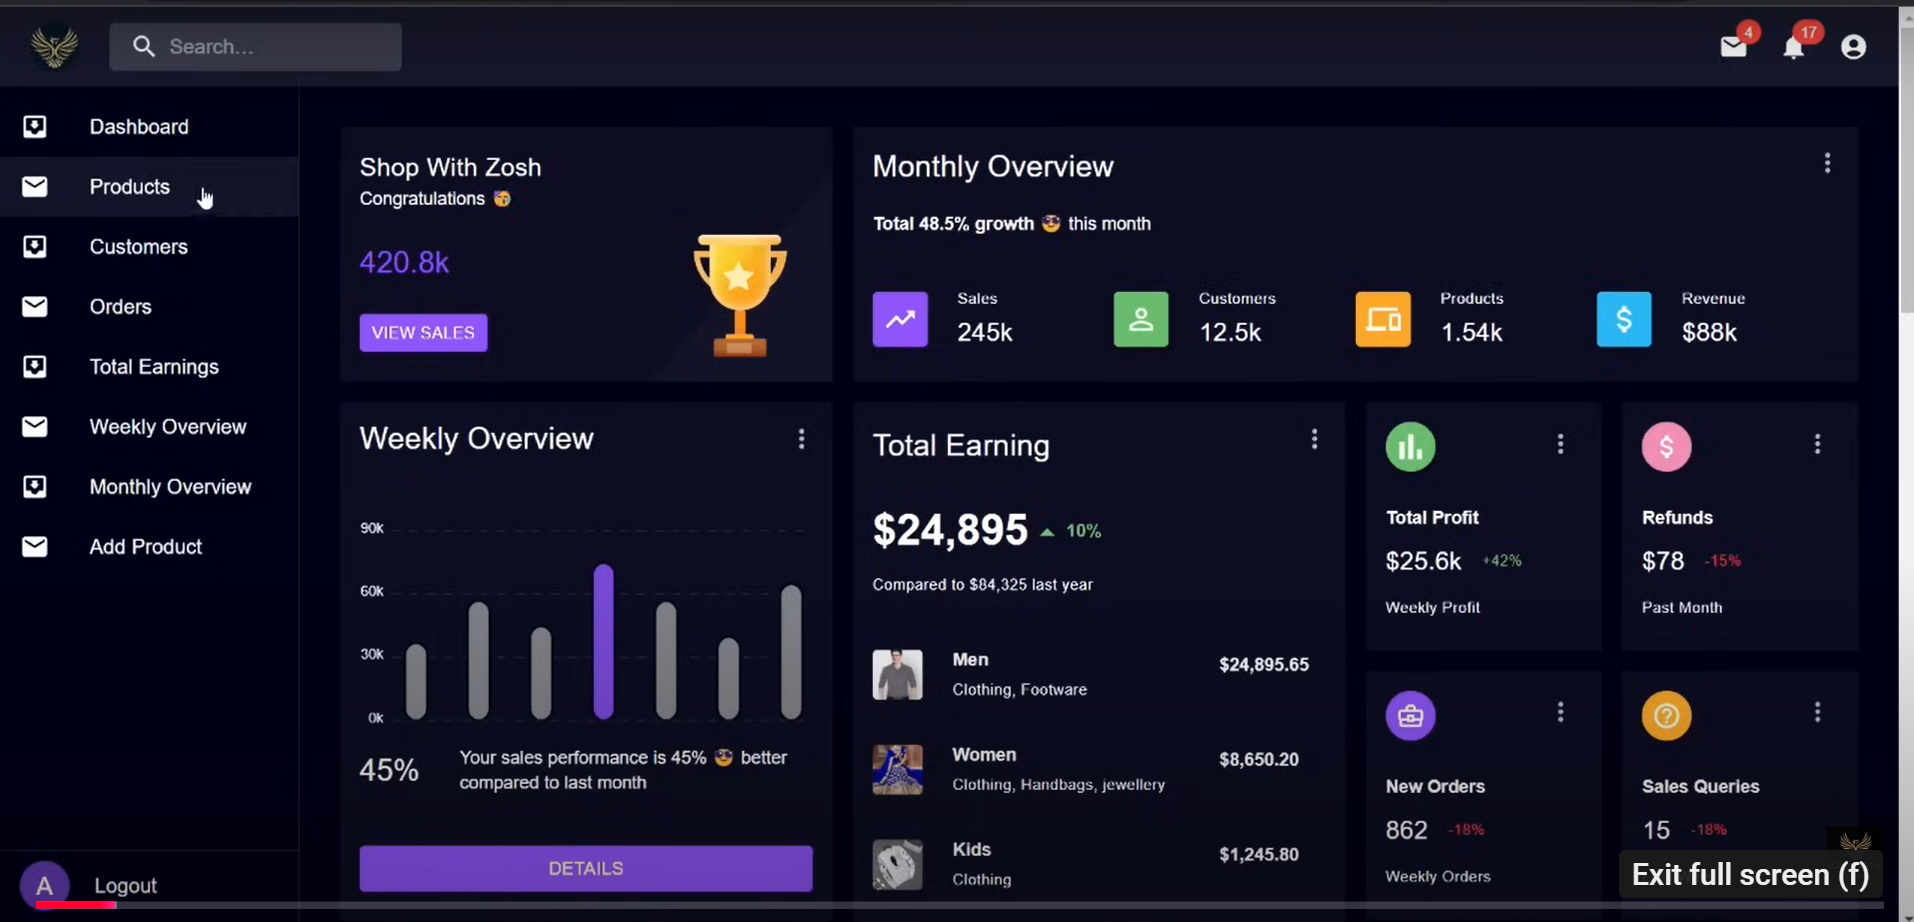 Search...
4
17
Dashboard
Products
Customers
Orders
Total Earnings
Weekly Overview
Monthly Overview
Add Product
A
Logout
Shop With Zosh
Congratulations 🥳
420.8k
VIEW SALES
Monthly Overview
Total 48.5% growth 😎 this month
Sales
245k
Customers
12.5k
Products
1.54k
Revenue
$88k
Weekly Overview
90k
60k
30k
0k
45%
Your sales performance is 45% 😎 better
compared to last month
DETAILS
Total Earning
$24,895 ▲ 10%
Compared to $84,325 last year
Men
Clothing, Footware
$24,895.65
Women
Clothing, Handbags, jewellery
$8,650.20
Kids
Clothing
$1,245.80
Total Profit
$25.6k +42%
Weekly Profit
Refunds
$78 -15%
Past Month
New Orders
862 -18%
Weekly Orders
Sales Queries
15 -18%
Exit full screen (f)